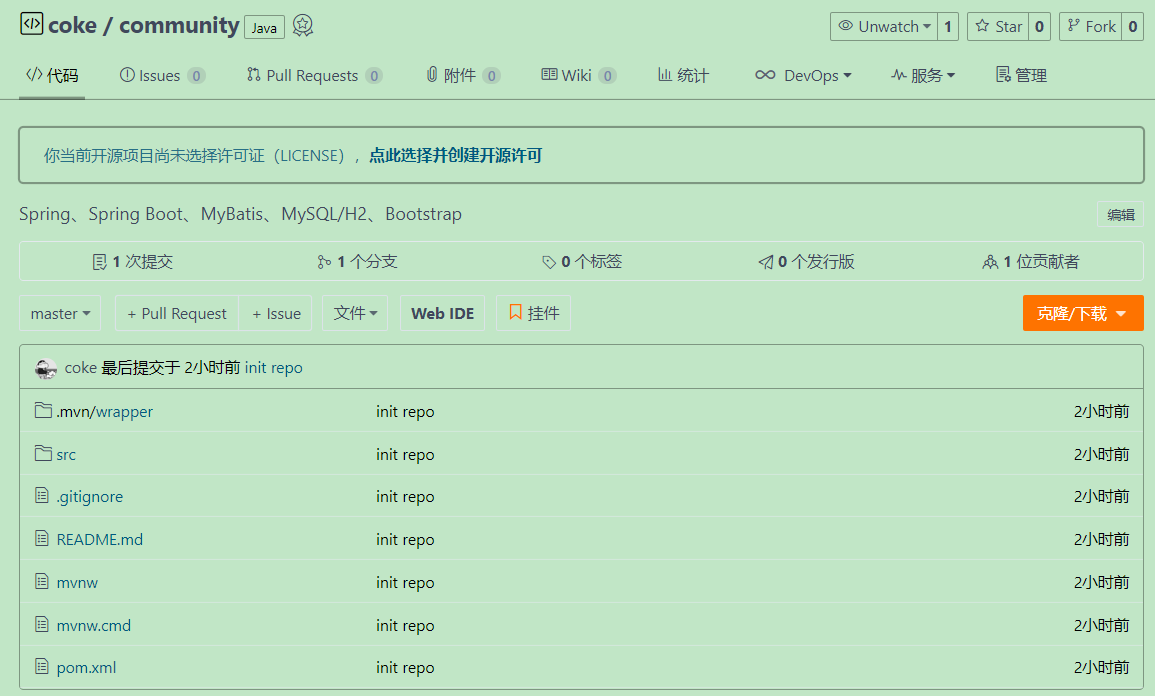 coke / community Java Unwatch 1 Star 0 Fork 0
代码 Issues 0 Pull Requests 0 附件 0 Wiki 0 统计 DevOps 服务 管理
你当前开源项目尚未选择许可证（LICENSE），点此选择并创建开源许可
Spring、Spring Boot、MyBatis、MySQL/H2、Bootstrap 编辑
1 次提交 1 个分支 0 个标签 0 个发行版 1 位贡献者
master + Pull Request + Issue 文件 Web IDE 挂件 克隆/下载
coke 最后提交于 2小时前 init repo
.mvn/wrapper init repo 2小时前
src init repo 2小时前
.gitignore init repo 2小时前
README.md init repo 2小时前
mvnw init repo 2小时前
mvnw.cmd init repo 2小时前
pom.xml init repo 2小时前